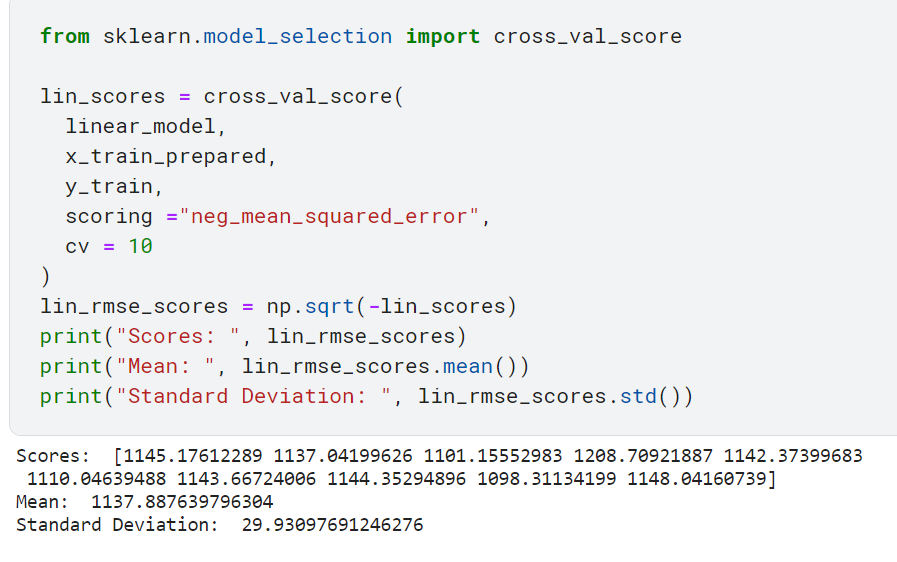 from sklearn.model_selection import cross_val_score
lin_scores = cross_val_score(
  linear_model,
  x_train_prepared,
  y_train,
  scoring ="neg_mean_squared_error",
  cv = 10
)
lin_rmse_scores = np.sqrt(-lin_scores)
print("Scores: ", lin_rmse_scores)
print("Mean: ", lin_rmse_scores.mean())
print("Standard Deviation: ", lin_rmse_scores.std())
Scores:  [1145.17612289 1137.04199626 1101.15552983 1208.70921887 1142.37399683
 1110.04639488 1143.66724006 1144.35294896 1098.31134199 1148.04160739]
Mean:  1137.887639796304
Standard Deviation:  29.93097691246276